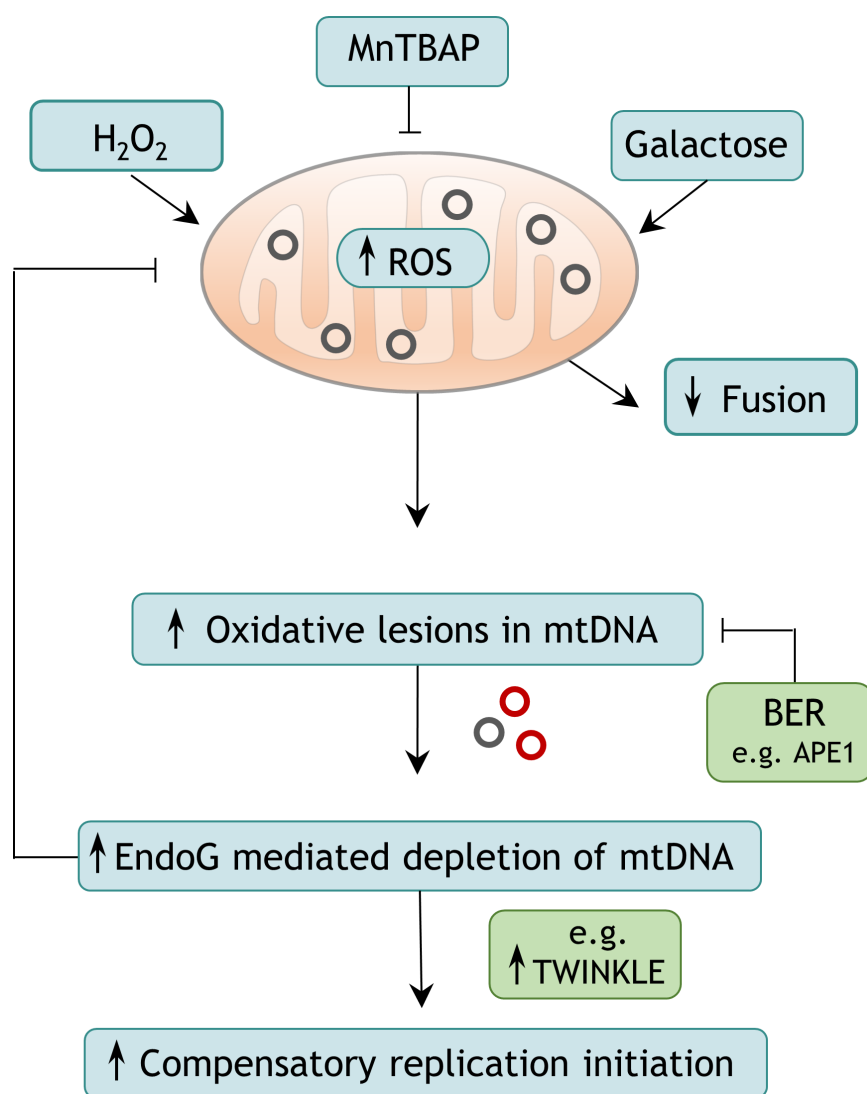 MnTBAP
H₂O₂
Galactose
↑ ROS
↓ Fusion
↑ Oxidative lesions in mtDNA
BER
e.g. APE1
↑ EndoG mediated depletion of mtDNA
e.g.
↑ TWINKLE
↑ Compensatory replication initiation